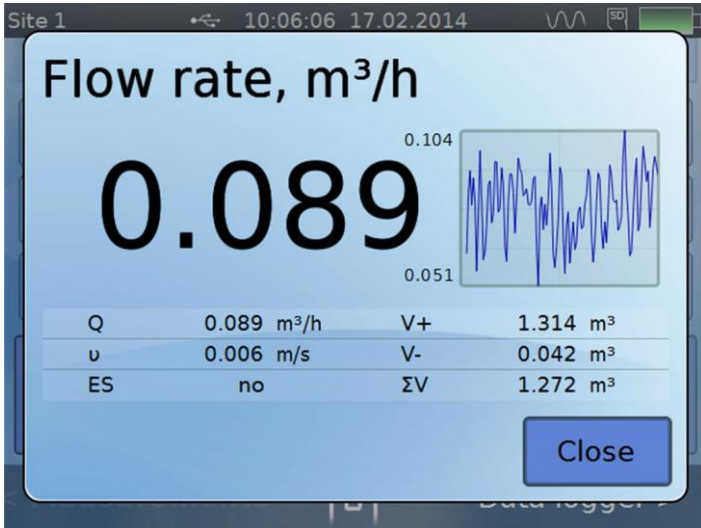 Site 1 10:06:06 17.02.2014 SD
Flow rate, m³/h
0.104
0.089
0.051
Q 0.089 m³/h V+ 1.314 m³
υ 0.006 m/s V- 0.042 m³
ES no ΣV 1.272 m³
Close
Data logger >